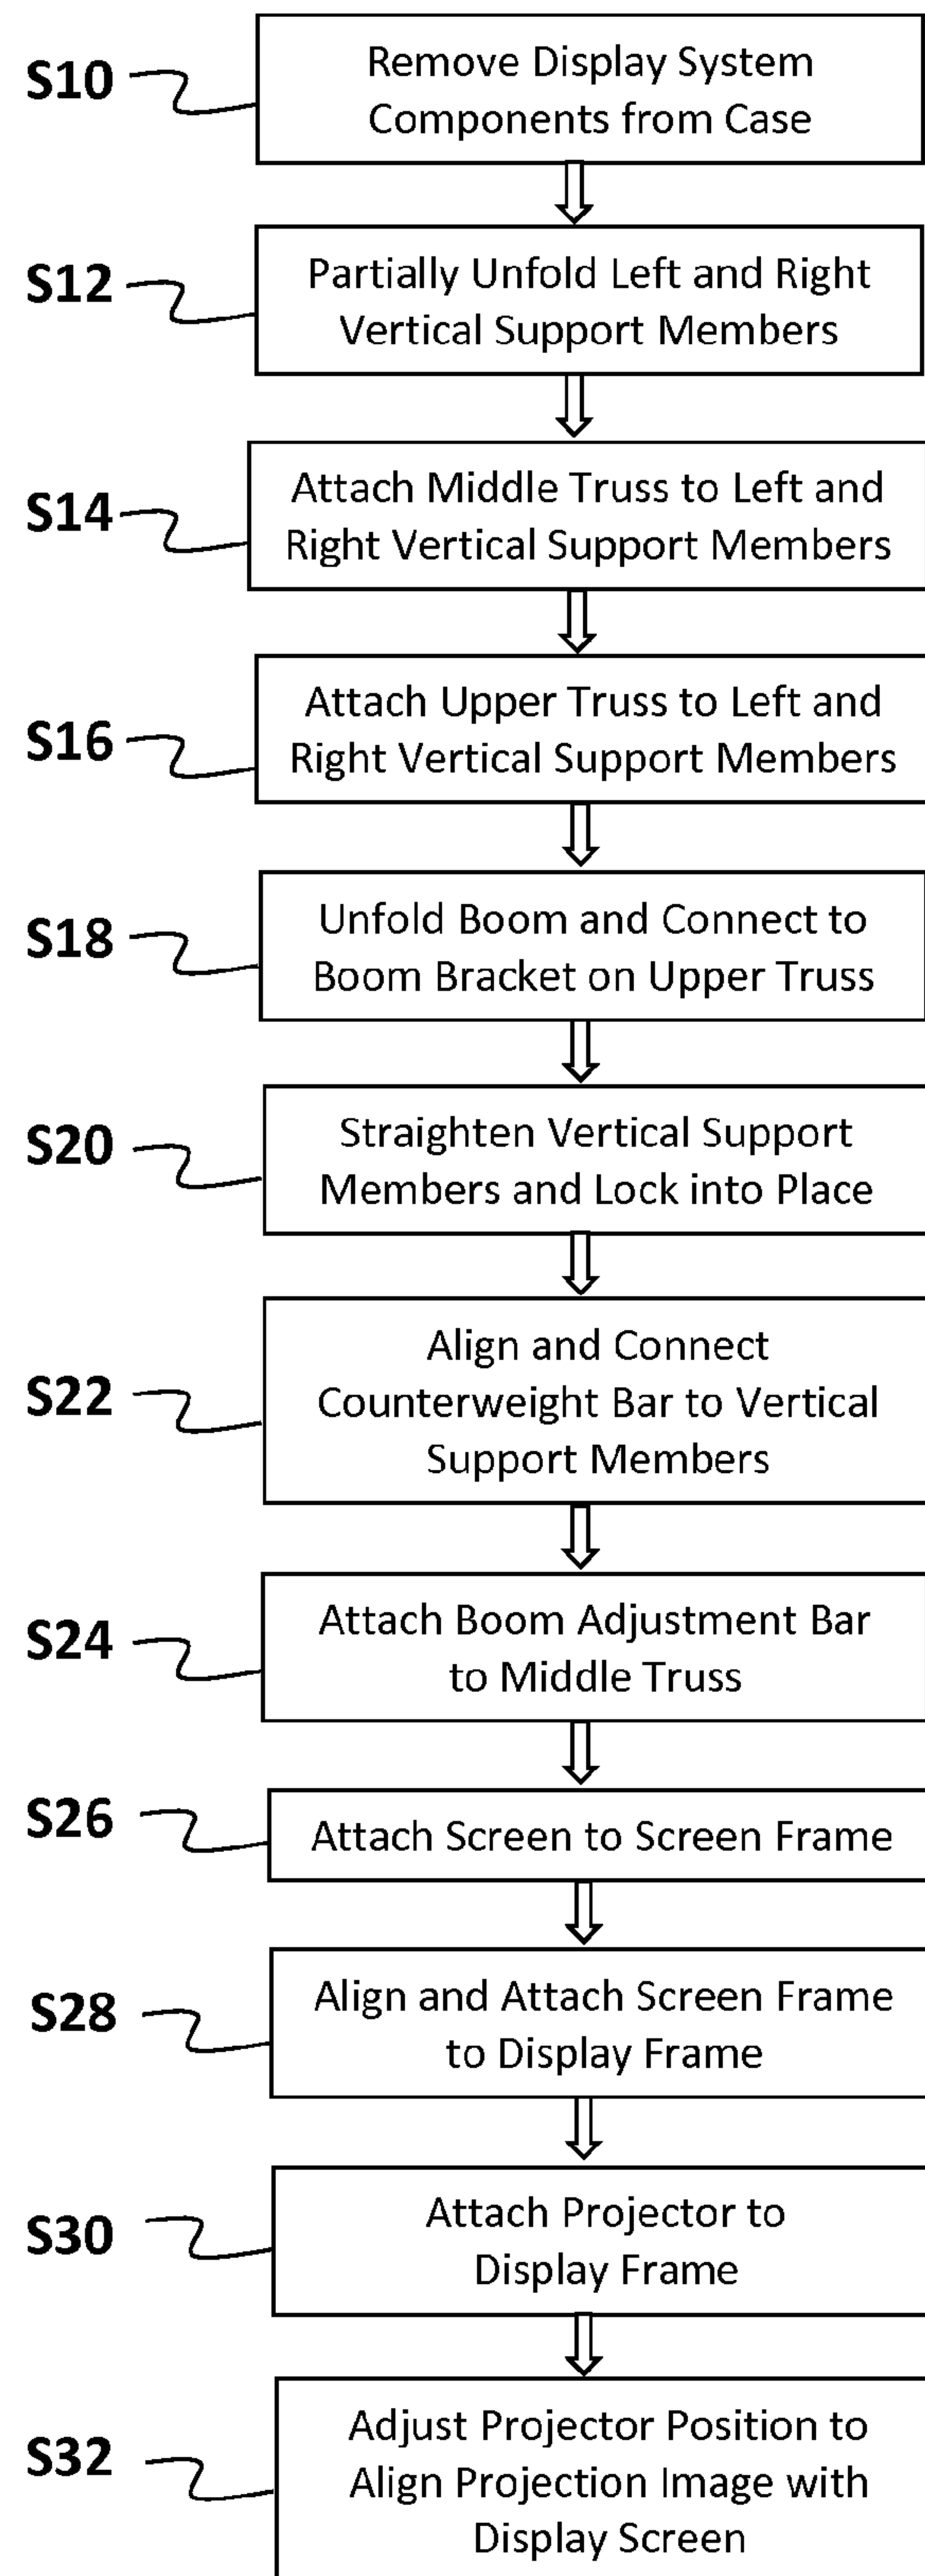 S10
Remove Display System
Components from Case
S12
Partially Unfold Left and Right
Vertical Support Members
S14
Attach Middle Truss to Left and
Right Vertical Support Members
S16
Attach Upper Truss to Left and
Right Vertical Support Members
S18
Unfold Boom and Connect to
Boom Bracket on Upper Truss
S20
Straighten Vertical Support
Members and Lock into Place
S22
Align and Connect
Counterweight Bar to Vertical
Support Members
S24
Attach Boom Adjustment Bar
to Middle Truss
S26
Attach Screen to Screen Frame
S28
Align and Attach Screen Frame
to Display Frame
S30
Attach Projector to
Display Frame
S32
Adjust Projector Position to
Align Projection Image with
Display Screen